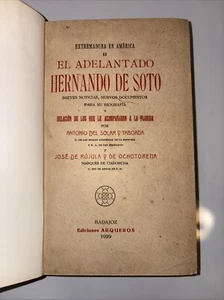 EXTREMADURA EN AMÉRICA
EL ADELANTADO
HERNANDO DE SOTO
BREVES NOTICIAS, NUEVOS DOCUMENTOS
PARA SU BIOGRAFÍA
Y
RELACIÓN DE LOS QUE LE ACOMPAÑARON A LA FLORIDA
POR
ANTONIO DEL SOLAR Y TABOADA
Y
JOSÉ DE RÚJULA Y DE OCHOTORENA
MARQUÉS DE CIADONCHA
BADAJOZ
Ediciones ARQUEROS